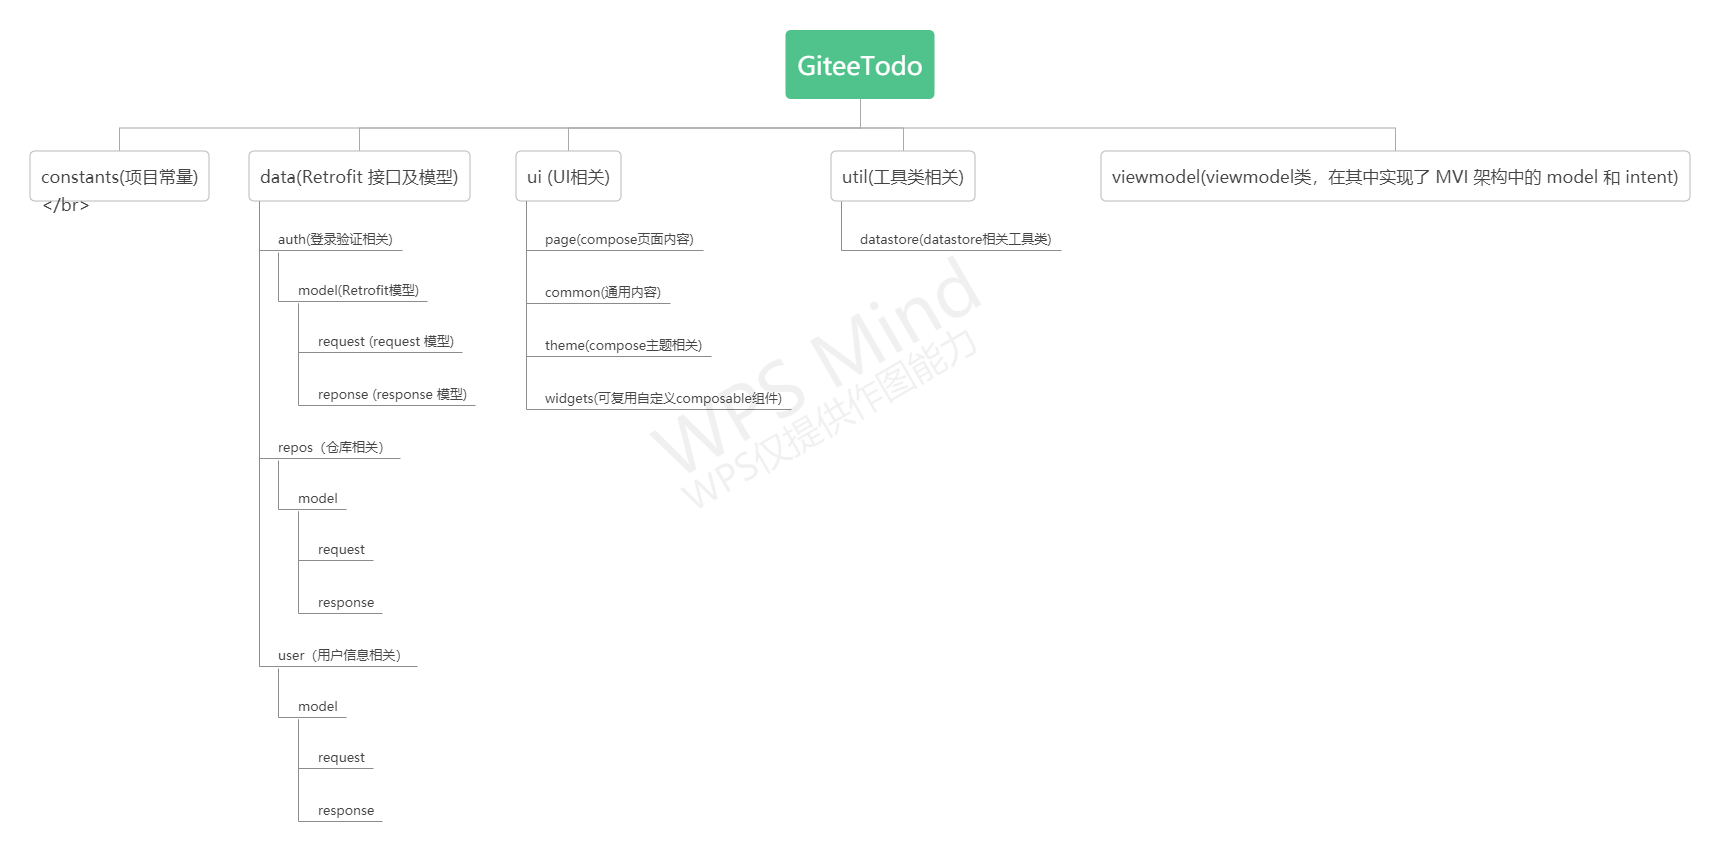 GiteeTodo
constants(项目常量)
</br>
data(Retrofit 接口及模型)
auth(登录验证相关)
model(Retrofit模型)
request (request 模型)
reponse (response 模型)
repos（仓库相关）
model
request
response
user（用户信息相关）
model
request
response
ui (UI相关)
page(compose页面内容)
common(通用内容)
theme(compose主题相关)
widgets(可复用自定义composable组件)
util(工具类相关)
datastore(datastore相关工具类)
viewmodel(viewmodel类，在其中实现了 MVI 架构中的 model 和 intent)
WPS Mind
WPS仅提供作图能力